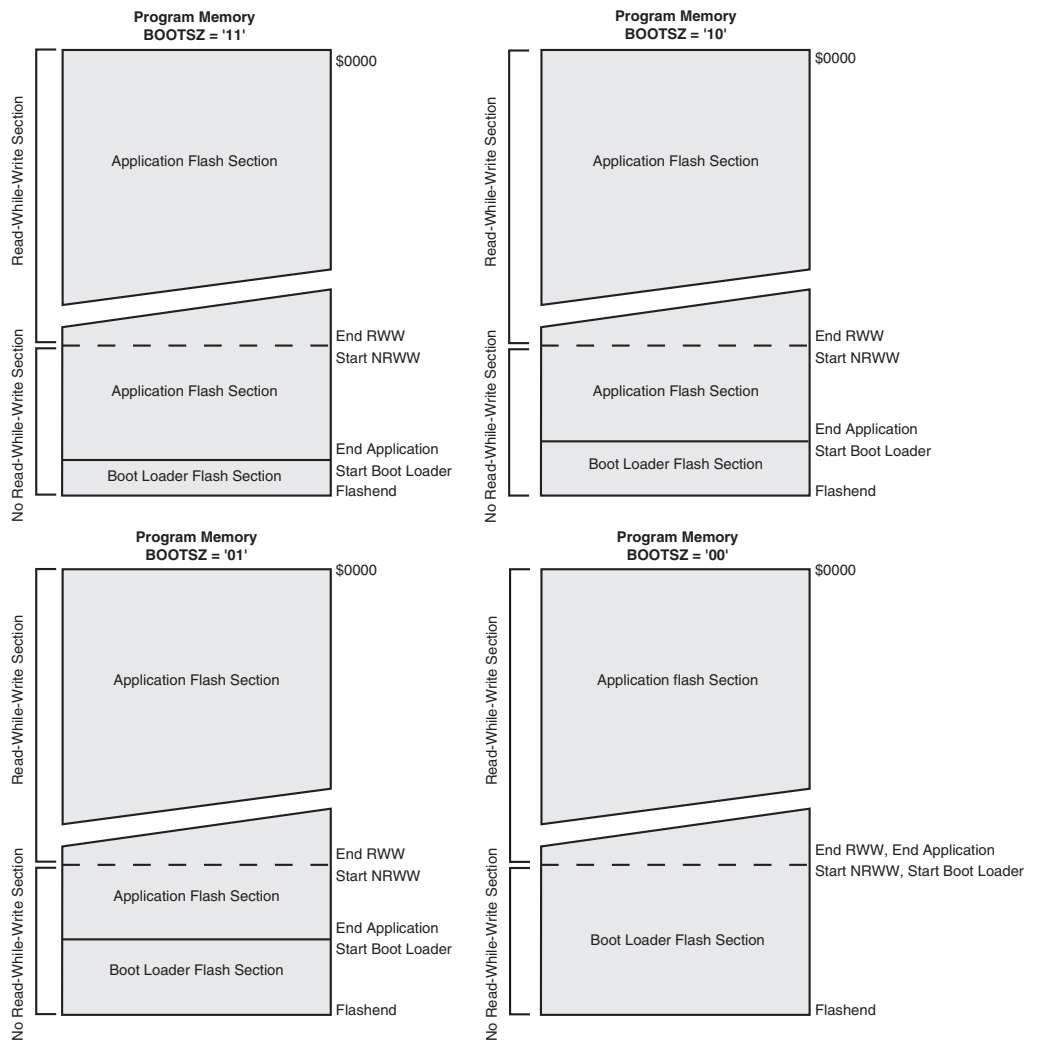 Program Memory
BOOTSZ = '11'
$0000
Read-While-Write Section
Application Flash Section
End RWW
Start NRWW
No Read-While-Write Section
Application Flash Section
End Application
Start Boot Loader
Boot Loader Flash Section
Flashend
Program Memory
BOOTSZ = '10'
$0000
Read-While-Write Section
Application Flash Section
End RWW
Start NRWW
No Read-While-Write Section
Application Flash Section
End Application
Start Boot Loader
Boot Loader Flash Section
Flashend
Program Memory
BOOTSZ = '01'
$0000
Read-While-Write Section
Application Flash Section
End RWW
Start NRWW
No Read-While-Write Section
Application Flash Section
End Application
Start Boot Loader
Boot Loader Flash Section
Flashend
Program Memory
BOOTSZ = '00'
$0000
Read-While-Write Section
Application flash Section
End RWW, End Application
Start NRWW, Start Boot Loader
No Read-While-Write Section
Boot Loader Flash Section
Flashend